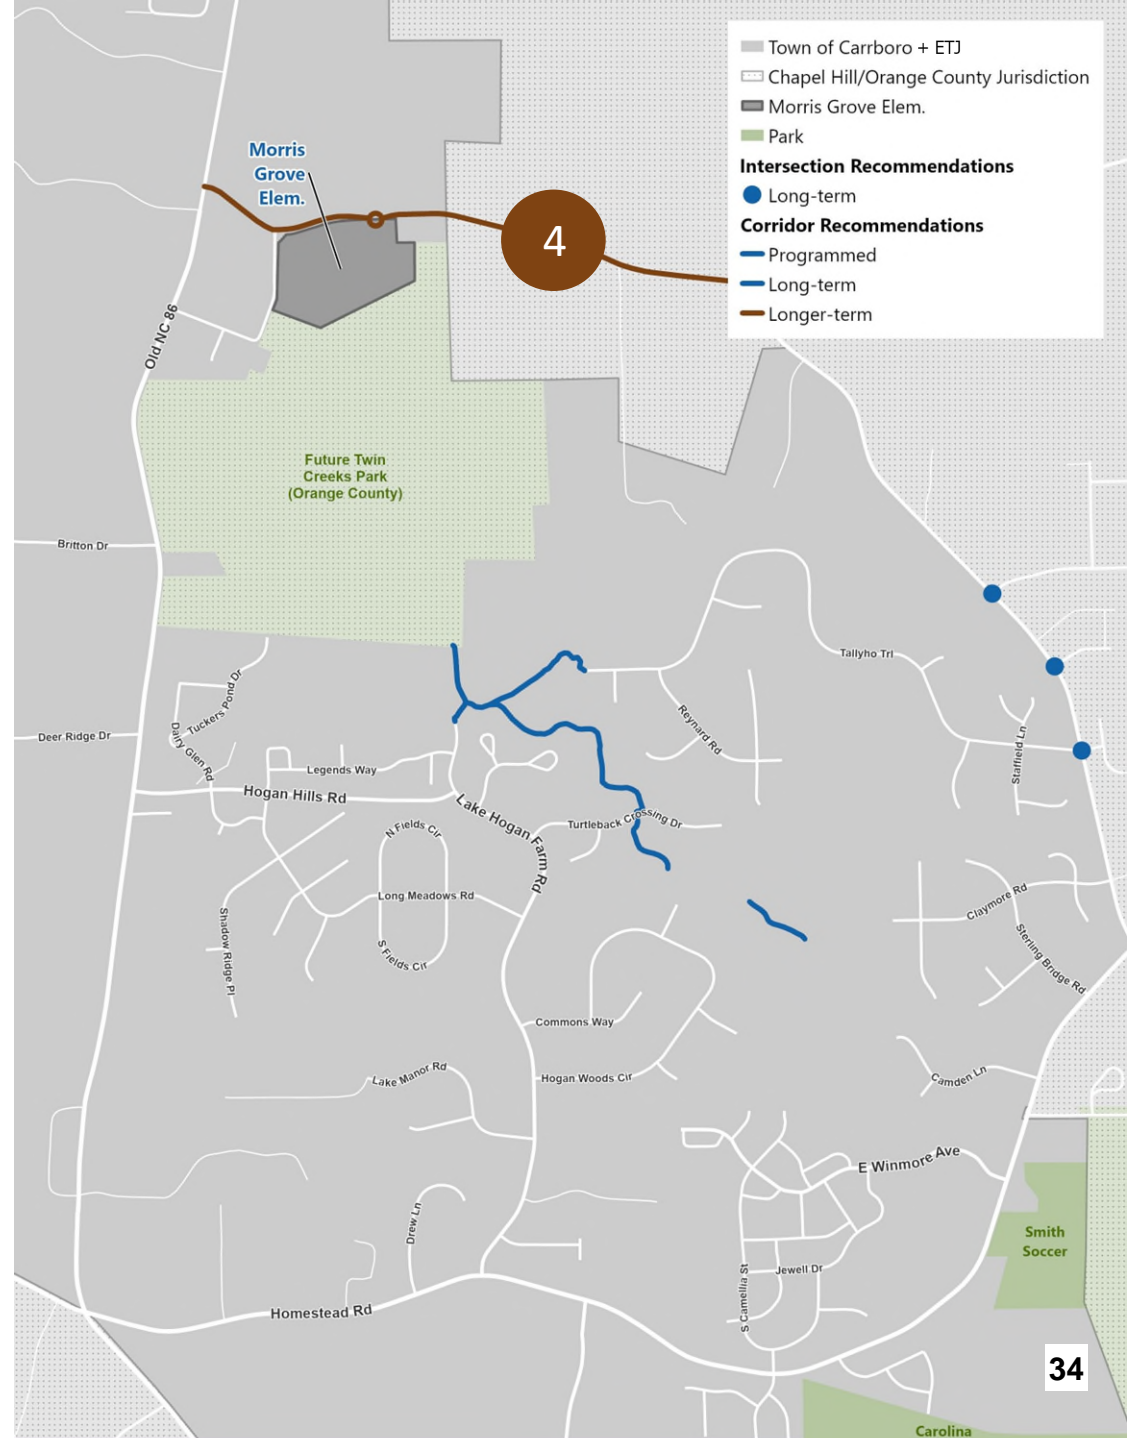 Town of Carrboro + ETJ
Chapel Hill/Orange County Jurisdiction
Morris Grove Elem.
Park
Intersection Recommendations
Long-term
Corridor Recommendations
Programmed
Long-term
Longer-term
Morris
Grove
Elem.
4
Old NC 86
Future Twin
Creeks Park
(Orange County)
Britton Dr
Tallyho Trl
Tuckers Pond Dr
Deer Ridge Dr
Dairy Glen Rd
Reynard Rd
Staffield Ln
Legends Way
Hogan Hills Rd
Lake Hogan Farm Rd
Turtleback Crossing Dr
N Fields Cir
Long Meadows Rd
Claymore Rd
Shadow Ridge Pl
S Fields Cir
Sterling Bridge Rd
Commons Way
Lake Manor Rd
Hogan Woods Cir
Camden Ln
E Winmore Ave
Drew Ln
Smith
Soccer
Jewell Dr
S Camellia St
Homestead Rd
34
Carolina